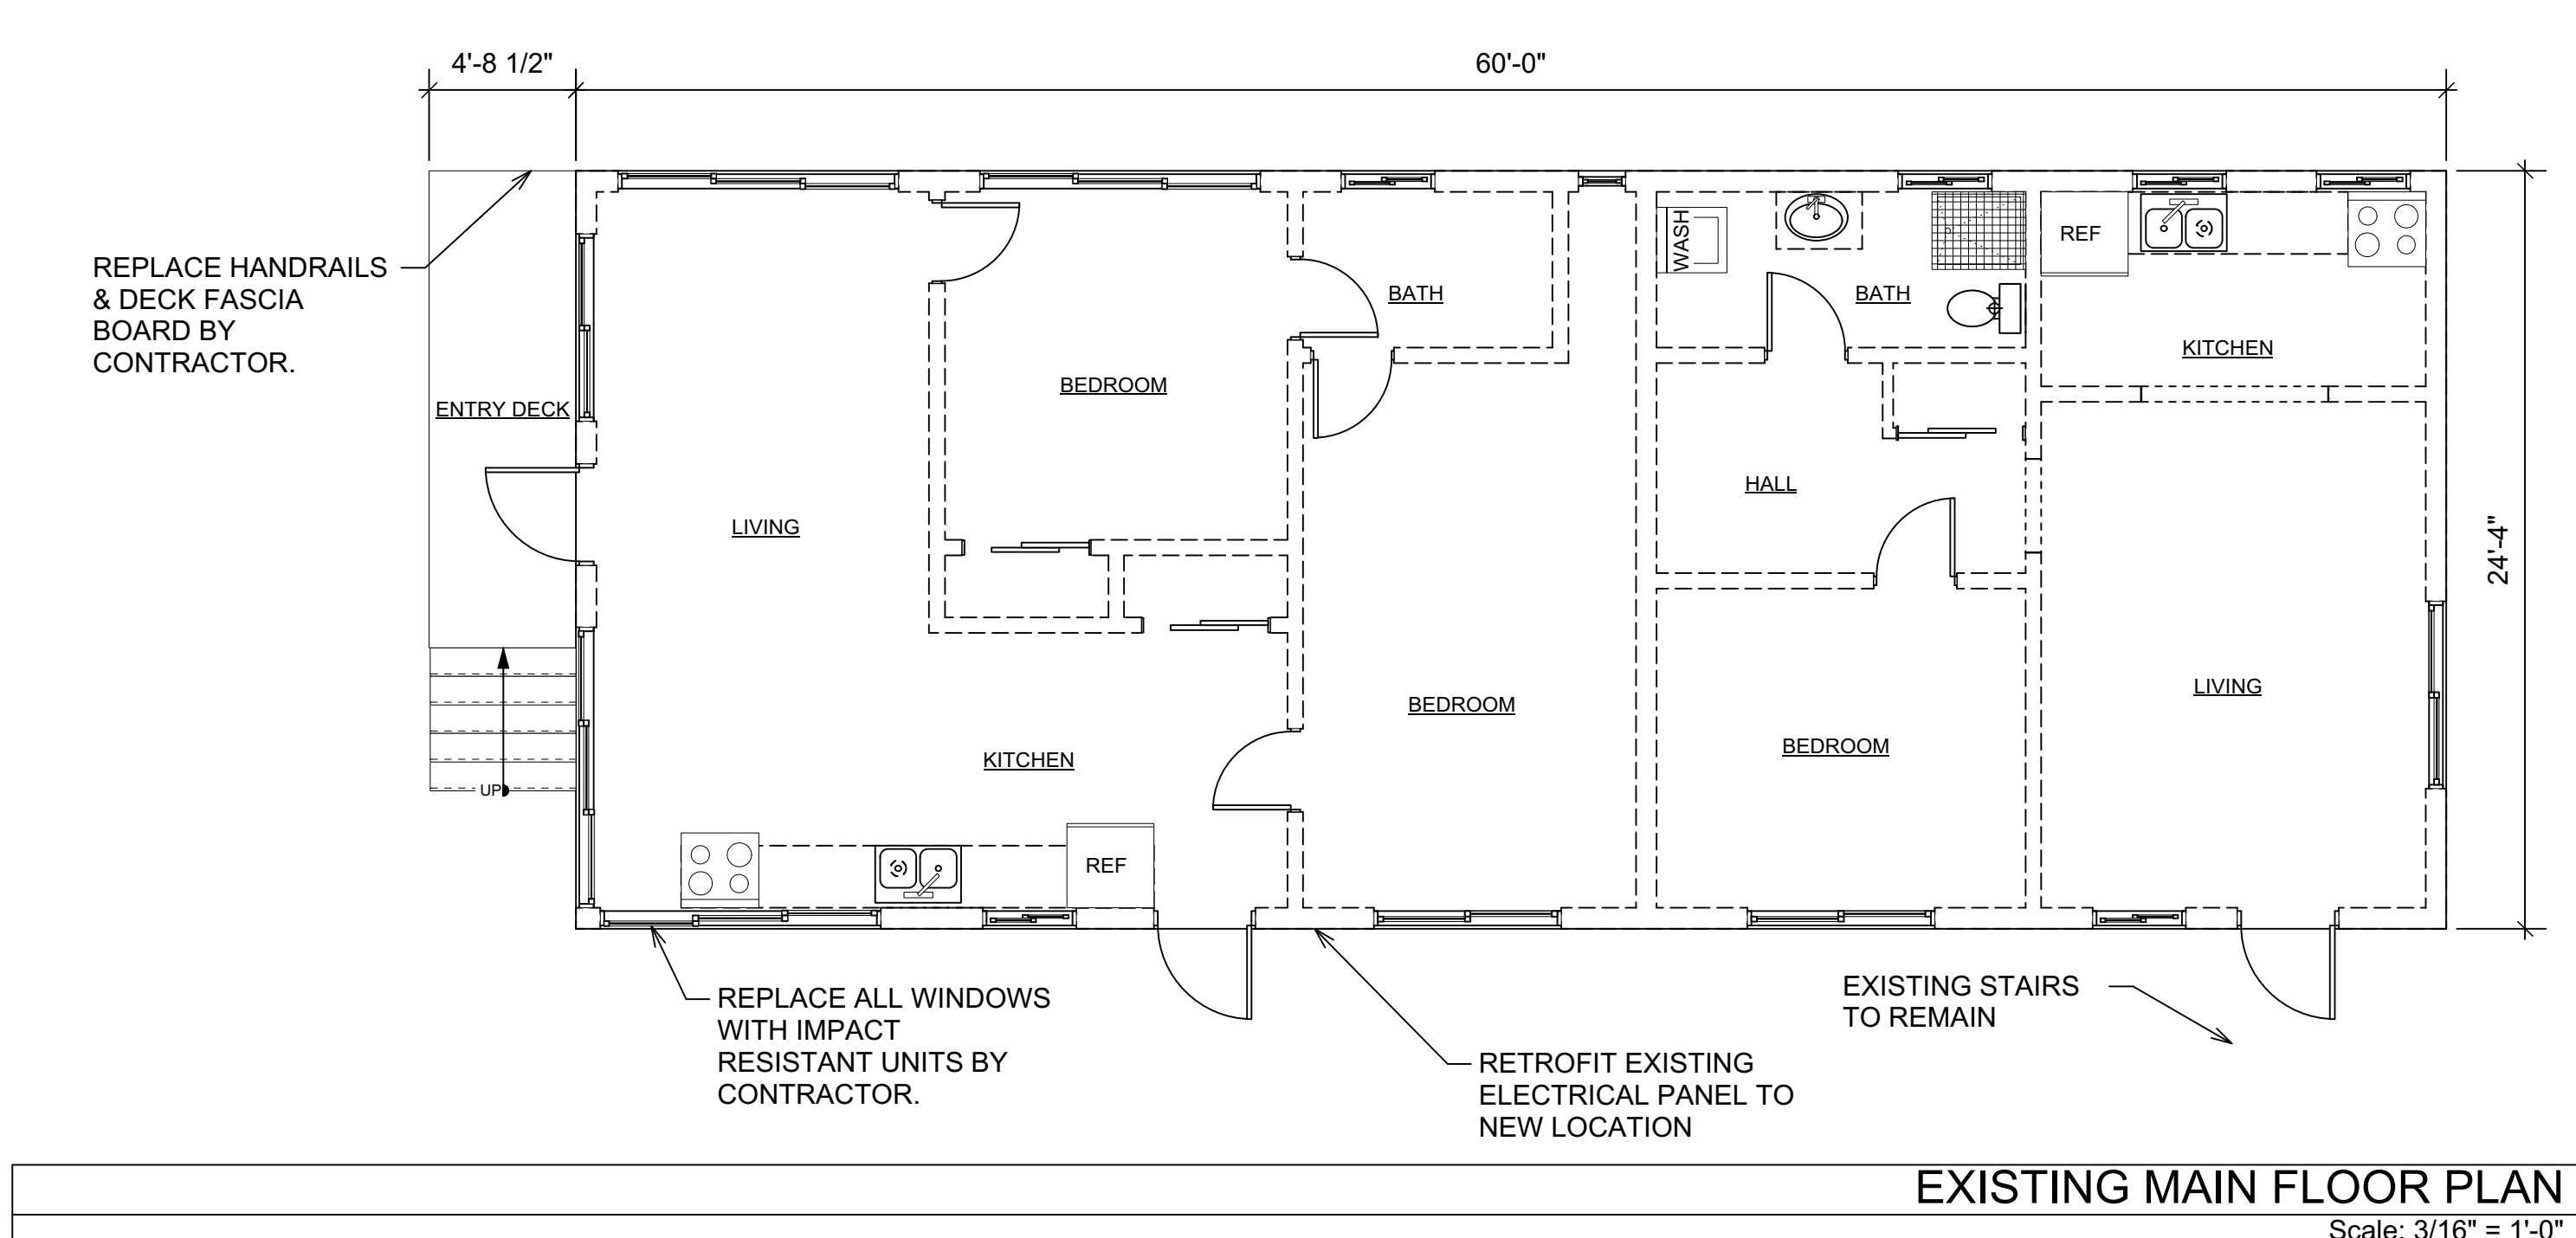 4'-8 1/2"
60'-0"
REPLACE HANDRAILS
& DECK FASCIA
BOARD BY
CONTRACTOR.
ENTRY DECK
LIVING
BEDROOM
BATH
WASH
BATH
REF
KITCHEN
HALL
24'-4"
UP
KITCHEN
REF
BEDROOM
BEDROOM
LIVING
REPLACE ALL WINDOWS
WITH IMPACT
RESISTANT UNITS BY
CONTRACTOR.
RETROFIT EXISTING
ELECTRICAL PANEL TO
NEW LOCATION
EXISTING STAIRS
TO REMAIN
EXISTING MAIN FLOOR PLAN
Scale: 3/16" = 1'-0"